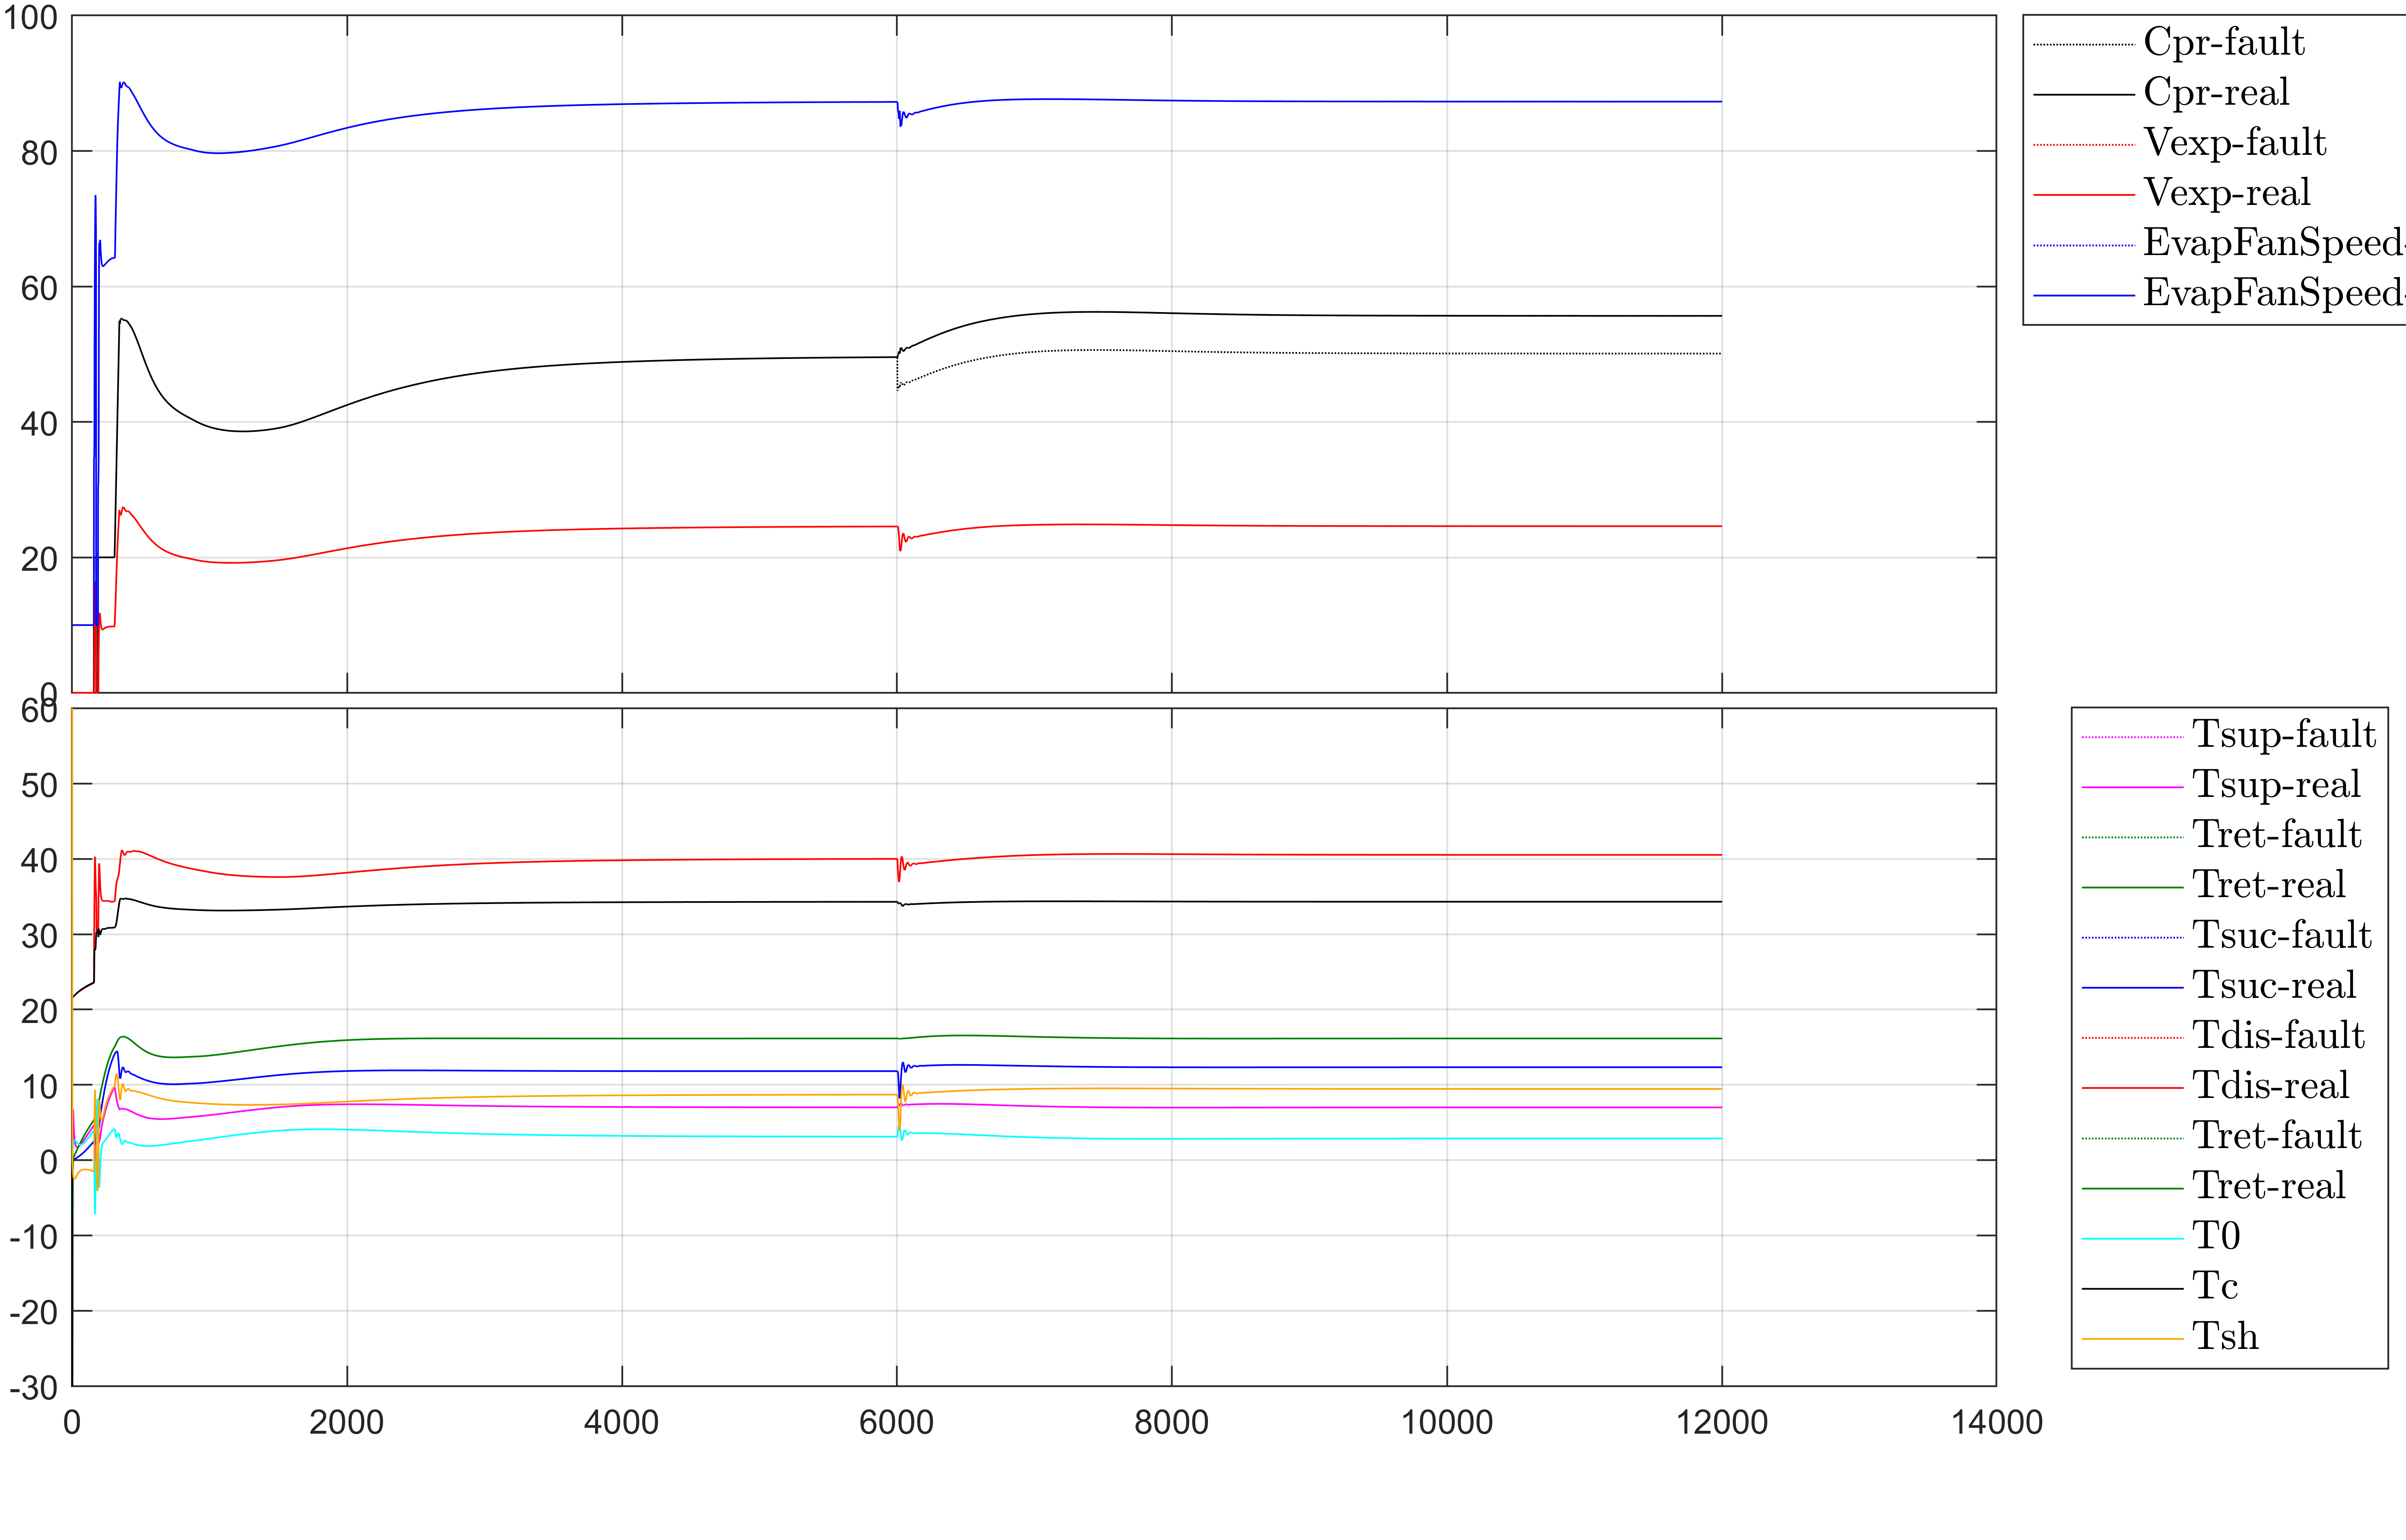 100
80
60
40
20
0
Cpr-fault
Cpr-real
Vexp-fault
Vexp-real
EvapFanSpeed-
EvapFanSpeed-
60
50
40
30
20
10
0
-10
-20
-30
0 2000 4000 6000 8000 10000 12000 14000
Tsup-fault
Tsup-real
Tret-fault
Tret-real
Tsuc-fault
Tsuc-real
Tdis-fault
Tdis-real
Tret-fault
Tret-real
T0
Tc
Tsh